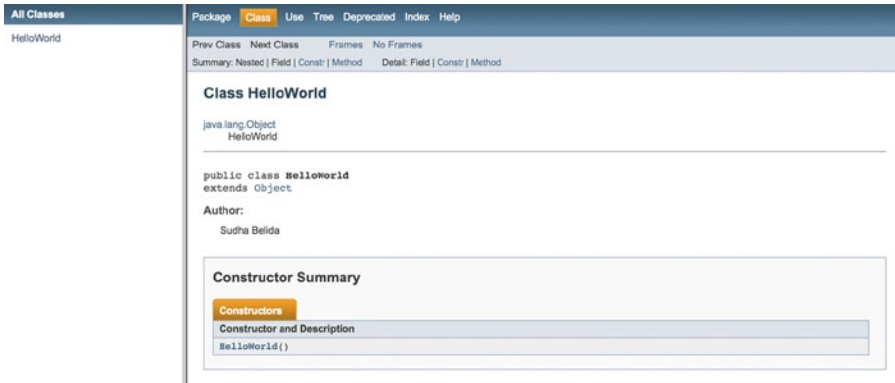 All Classes
HelloWorld
Package Class Use Tree Deprecated Index Help
Prev Class Next Class Frames No Frames
Summary: Nested | Field | Constr | Method Detail: Field | Constr | Method
Class HelloWorld
java.lang.Object
HelloWorld
public class HelloWorld
extends Object
Author:
Sudha Belida
Constructor Summary
Constructors
Constructor and Description
HelloWorld()